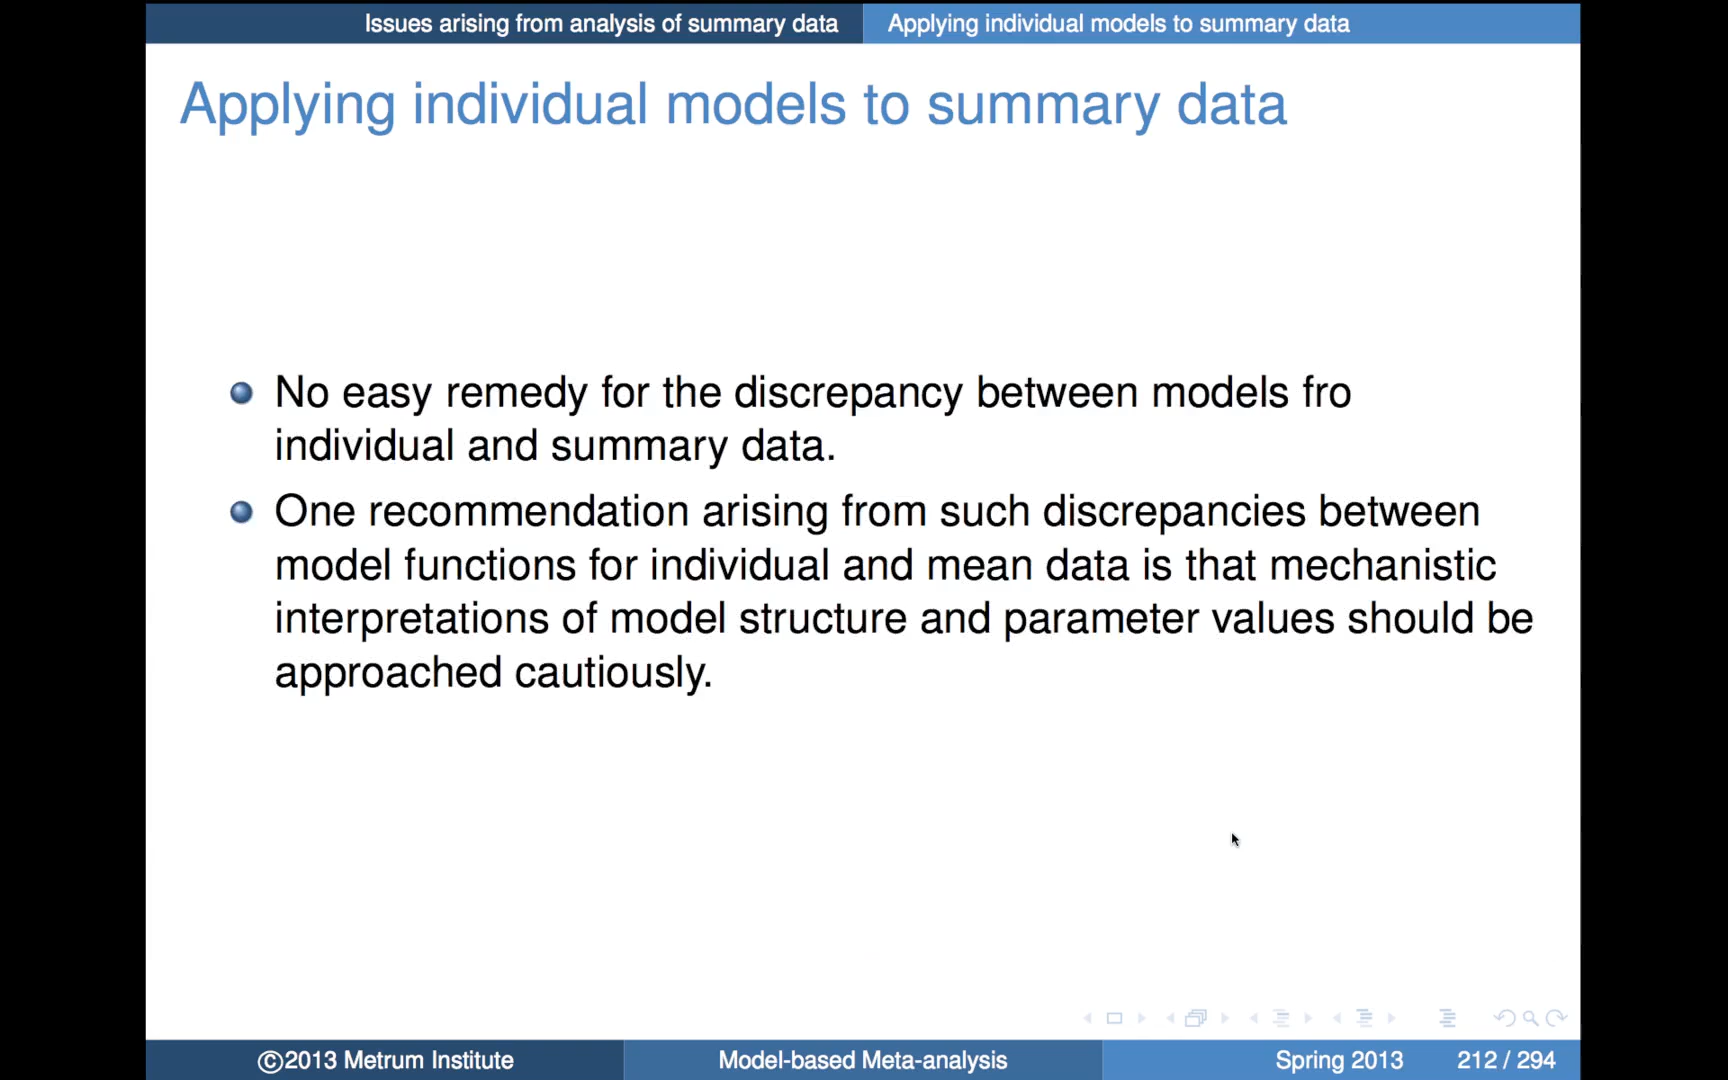 Issues arising from analysis of summary data Applying individual models to summary data
Applying individual models to summary data
No easy remedy for the discrepancy between models fro
individual and summary data.
One recommendation arising from such discrepancies between
model functions for individual and mean data is that mechanistic
interpretations of model structure and parameter values should be
approached cautiously.
©2013 Metrum Institute Model-based Meta-analysis Spring 2013 212 / 294